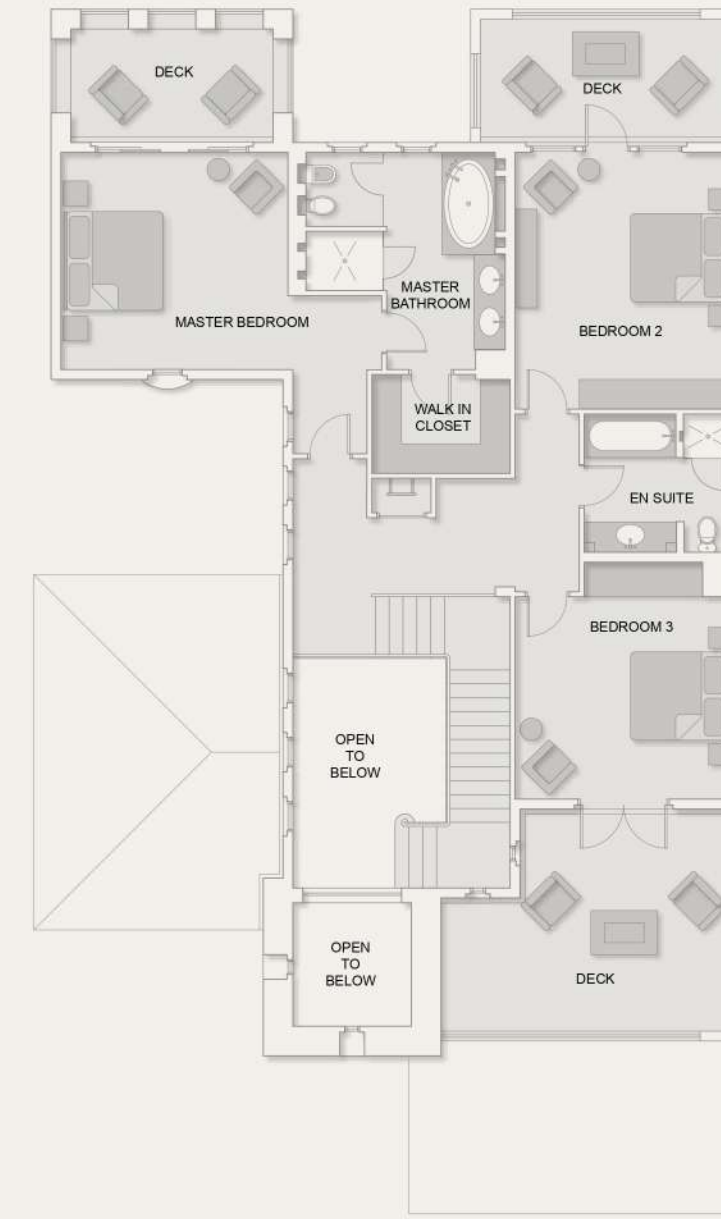 DECK
DECK
MASTER
BATHROOM
MASTER BEDROOM
BEDROOM 2
WALK IN
CLOSET
EN SUITE
BEDROOM 3
OPEN
TO
BELOW
OPEN
TO
BELOW
DECK